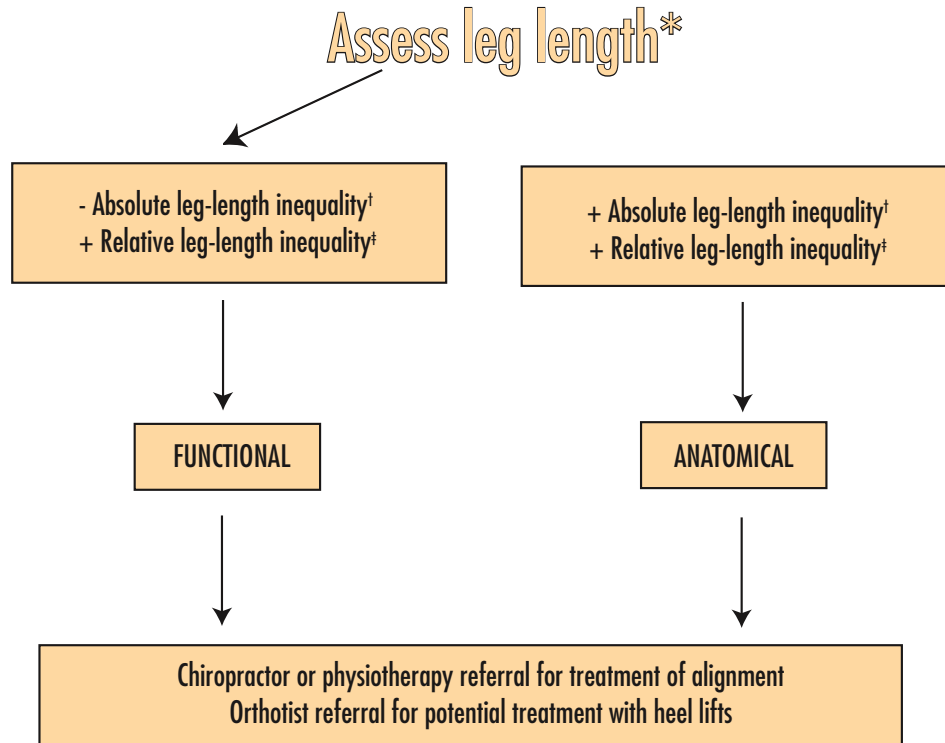 Assess leg length*
- Absolute leg-length inequality†
+ Relative leg-length inequality‡
+ Absolute leg-length inequality†
+ Relative leg-length inequality‡
FUNCTIONAL
ANATOMICAL
Chiropractor or physiotherapy referral for treatment of alignment
Orthotist referral for potential treatment with heel lifts